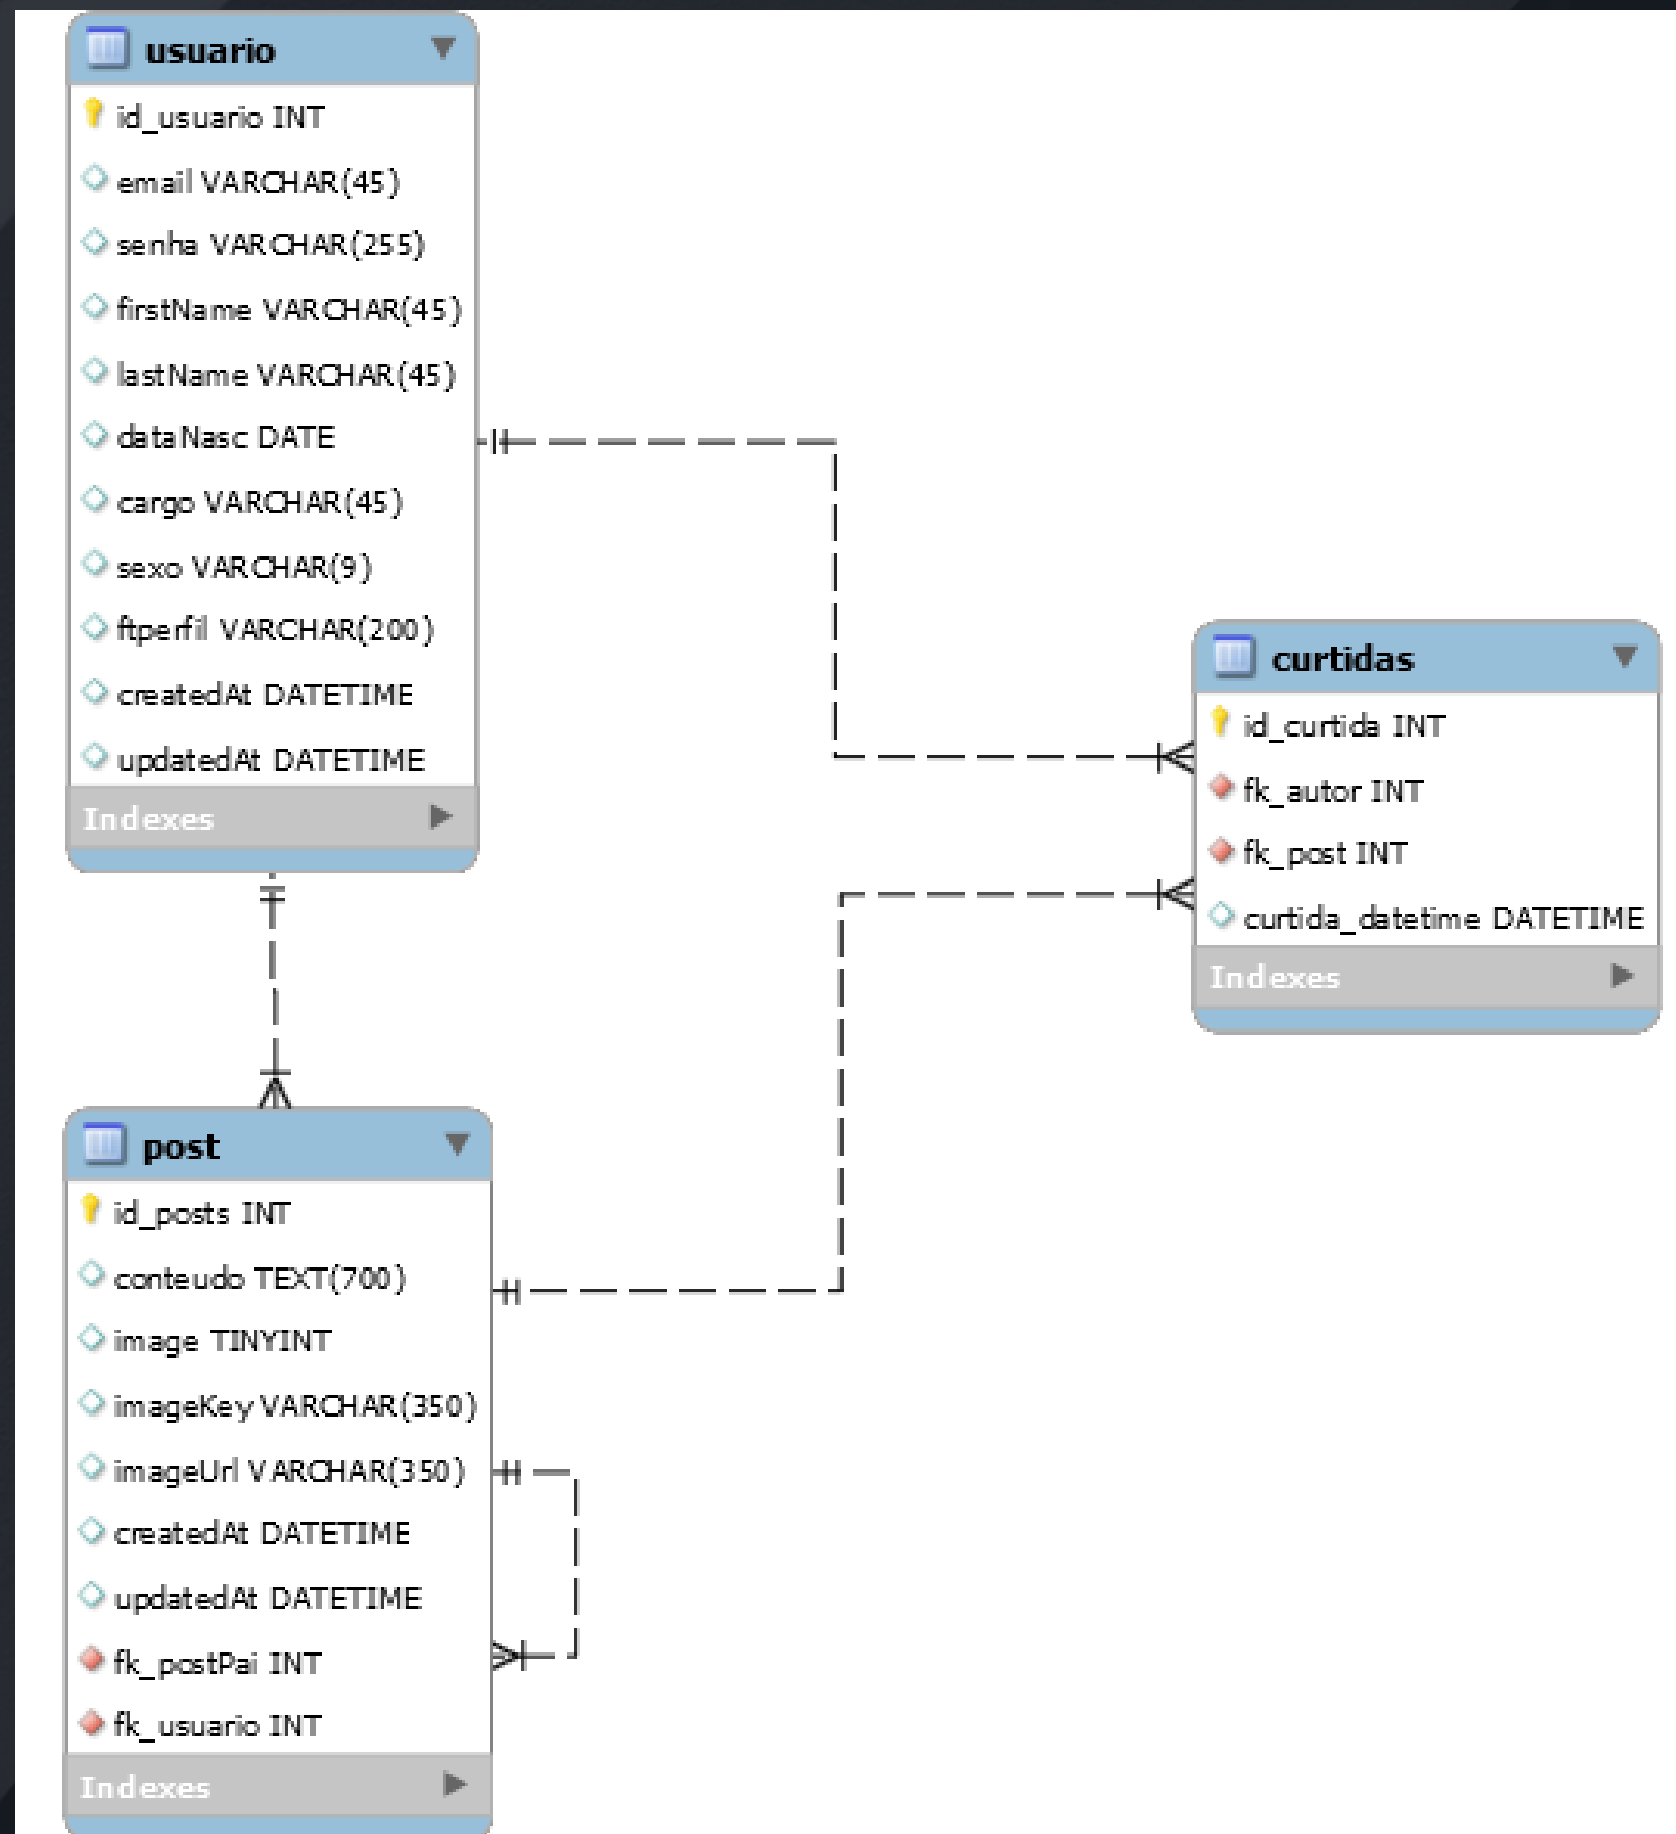 usuario
id_usuario INT
email VARCHAR(45)
senha VARCHAR(255)
firstName VARCHAR(45)
lastName VARCHAR(45)
dataNasc DATE
cargo VARCHAR(45)
sexo VARCHAR(9)
ftperfil VARCHAR(200)
createdAt DATETIME
updatedAt DATETIME
Indexes
curtidas
id_curtida INT
fk_autor INT
fk_post INT
curtida_datetime DATETIME
Indexes
post
id_posts INT
conteudo TEXT(700)
image TINYINT
imageKey VARCHAR(350)
imageUrl VARCHAR(350)
createdAt DATETIME
updatedAt DATETIME
fk_postPai INT
fk_usuario INT
Indexes